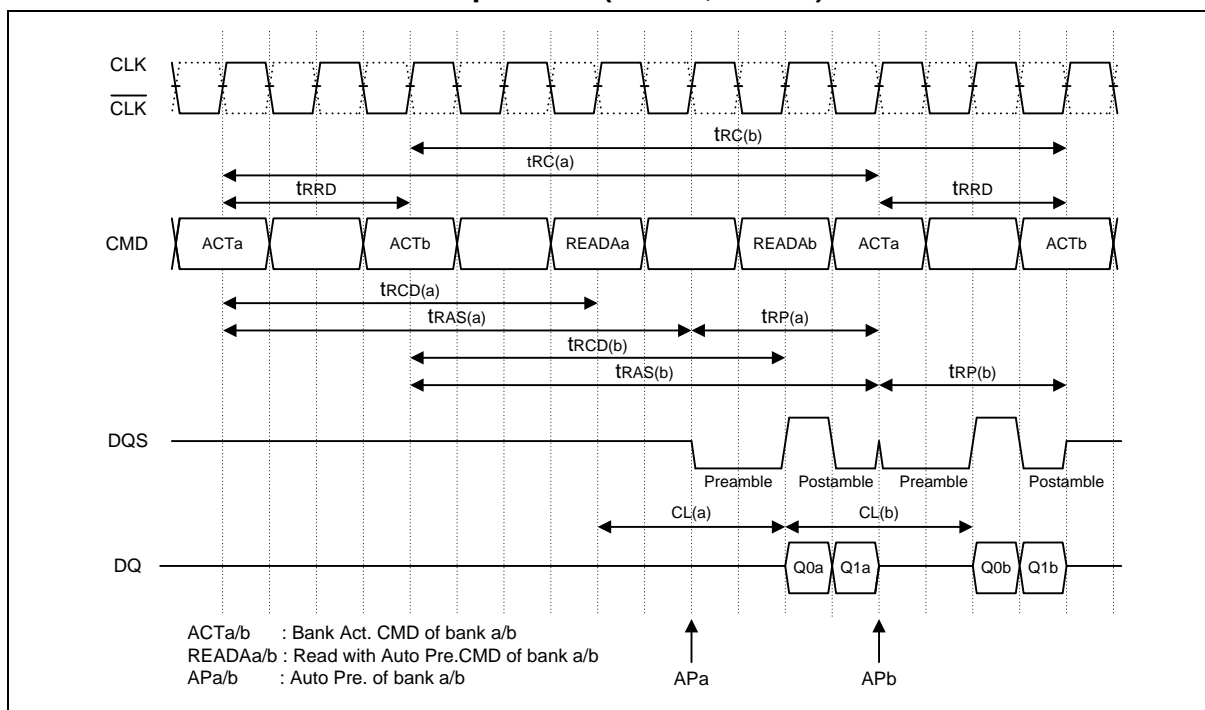 CLK
CLK
tRC(b)
tRC(a)
tRRD
tRRD
CMD
ACTa
ACTb
READAa
READAb
ACTa
ACTb
tRCD(a)
tRAS(a)
tRP(a)
tRCD(b)
tRAS(b)
tRP(b)
DQS
Preamble
Postamble
Preamble
Postamble
CL(a)
CL(b)
DQ
Q0a
Q1a
Q0b
Q1b
ACTa/b : Bank Act. CMD of bank a/b
READAa/b : Read with Auto Pre.CMD of bank a/b
APa/b : Auto Pre. of bank a/b
APa
APb